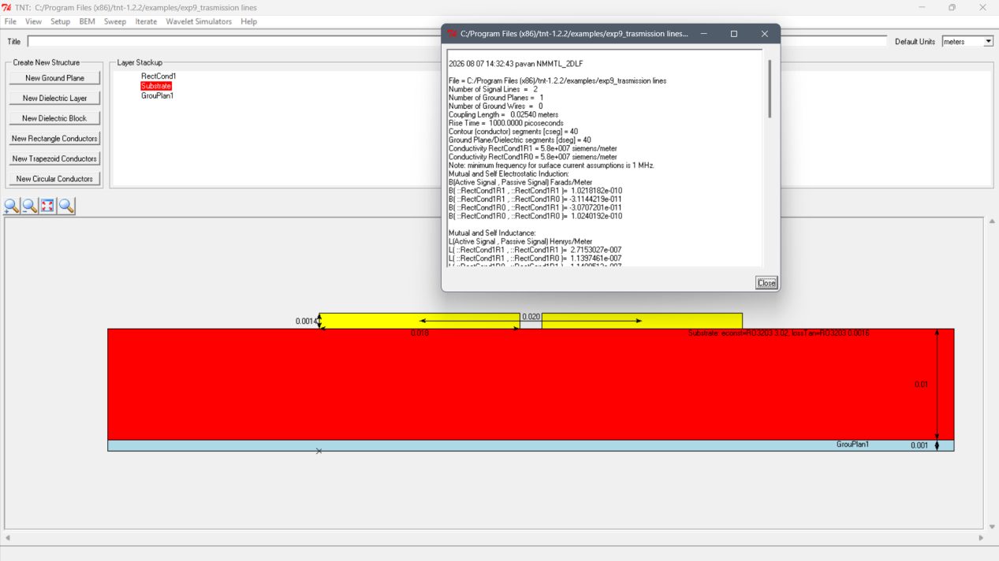 TNT: C:/Program Files (x86)/tnt-1.2.2/examples/exp9_trasmission lines
File View Setup BEM Sweep Iterate Wavelet Simulators Help
Title
Default Units meters
Create New Structure
New Ground Plane
New Dielectric Layer
New Dielectric Block
New Rectangle Conductors
New Trapezoid Conductors
New Circular Conductors
Layer Stackup
RectCond1
Substrate
GrouPlan1
C:/Program Files (x86)/tnt-1.2.2/examples/exp9_trasmission lines...
2026 08 07 14:32:43 pavan NMMTL_2DLF
File = C:/Program Files (x86)/tnt-1.2.2/examples/exp9_trasmission lines
Number of Signal Lines = 2
Number of Ground Planes = 1
Number of Ground Wires = 0
Coupling Length = 0.02540 meters
Rise Time = 1000.0000 picoseconds
Contour (conductor) segments [cseg] = 40
Ground Plane/Dielectric segments [dseg] = 40
Conductivity RectCond1R1 = 5.8e+007 siemens/meter
Conductivity RectCond1R0 = 5.8e+007 siemens/meter
Note: minimum frequency for surface current assumptions is 1 MHz.
Mutual and Self Electrostatic Induction:
B(Active Signal , Passive Signal) Farads/Meter
B( ::RectCond1R1 , ::RectCond1R1 )= 1.0218182e-010
B( ::RectCond1R1 , ::RectCond1R0 )= -3.1144219e-011
B( ::RectCond1R0 , ::RectCond1R1 )= -3.0707201e-011
B( ::RectCond1R0 , ::RectCond1R0 )= 1.0240192e-010
Mutual and Self Inductance:
L(Active Signal , Passive Signal) Henrys/Meter
L( ::RectCond1R1 , ::RectCond1R1 )= 2.7153027e-007
L( ::RectCond1R1 , ::RectCond1R0 )= 1.1397461e-007
Close
0.0014
0.020
0.018
Substrate: econst=RO3203 3.02, lossTan=RO3203 0.0016
0.01
GrouPlan1
0.001